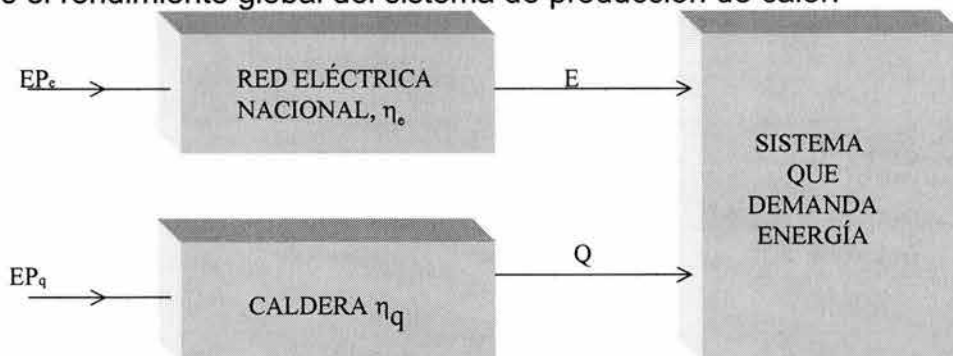 el rendimiento global del sistema de producción de calor.
EPe
RED ELÉCTRICA
NACIONAL, ηe
E
SISTEMA
QUE
DEMANDA
ENERGÍA
EPq
CALDERA ηq
Q